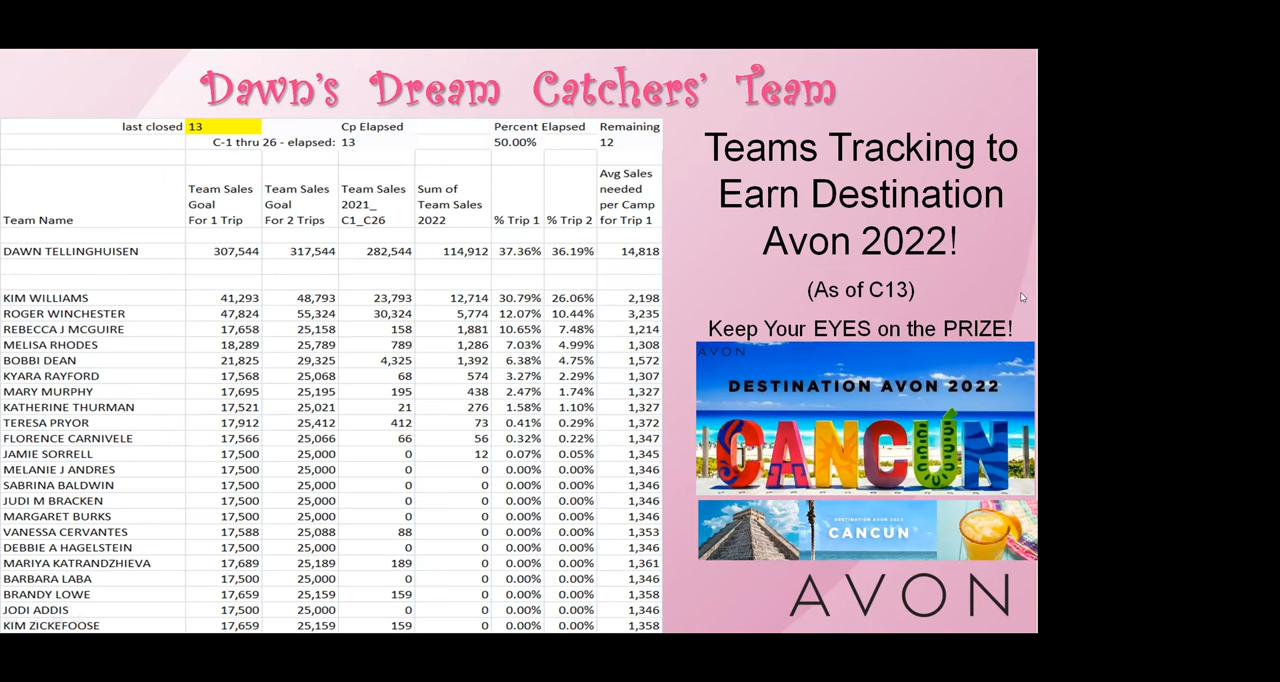 Dawn's Dream Catchers' Team
last closed 13 Cp Elapsed Percent Elapsed Remaining
C-1 thru 26 - elapsed: 13 50.00% 12
Team Name Team Sales Goal For 1 Trip Team Sales Goal For 2 Trips Team Sales 2021_ C1_C26 Sum of Team Sales 2022 % Trip 1 % Trip 2 Avg Sales needed per Camp for Trip 1
DAWN TELLINGHUISEN 307,544 317,544 282,544 114,912 37.36% 36.19% 14,818
KIM WILLIAMS 41,293 48,793 23,793 12,714 30.79% 26.06% 2,198
ROGER WINCHESTER 47,824 55,324 30,324 5,774 12.07% 10.44% 3,235
REBECCA J MCGUIRE 17,658 25,158 158 1,881 10.65% 7.48% 1,214
MELISA RHODES 18,289 25,789 789 1,286 7.03% 4.99% 1,308
BOBBI DEAN 21,825 29,325 4,325 1,392 6.38% 4.75% 1,572
KYARA RAYFORD 17,568 25,068 68 574 3.27% 2.29% 1,307
MARY MURPHY 17,695 25,195 195 438 2.47% 1.74% 1,327
KATHERINE THURMAN 17,521 25,021 21 276 1.58% 1.10% 1,327
TERESA PRYOR 17,912 25,412 412 73 0.41% 0.29% 1,372
FLORENCE CARNIVELE 17,566 25,066 66 56 0.32% 0.22% 1,347
JAMIE SORRELL 17,500 25,000 0 12 0.07% 0.05% 1,345
MELANIE J ANDRES 17,500 25,000 0 0 0.00% 0.00% 1,346
SABRINA BALDWIN 17,500 25,000 0 0 0.00% 0.00% 1,346
JUDI M BRACKEN 17,500 25,000 0 0 0.00% 0.00% 1,346
MARGARET BURKS 17,500 25,000 0 0 0.00% 0.00% 1,346
VANESSA CERVANTES 17,588 25,088 88 0 0.00% 0.00% 1,353
DEBBIE A HAGELSTEIN 17,500 25,000 0 0 0.00% 0.00% 1,346
MARIYA KATRANDZHIEVA 17,689 25,189 189 0 0.00% 0.00% 1,361
BARBARA LABA 17,500 25,000 0 0 0.00% 0.00% 1,346
BRANDY LOWE 17,659 25,159 159 0 0.00% 0.00% 1,358
JODI ADDIS 17,500 25,000 0 0 0.00% 0.00% 1,346
KIM ZICKEFOOSE 17,659 25,159 159 0 0.00% 0.00% 1,358
Teams Tracking to
Earn Destination
Avon 2022!
(As of C13)
Keep Your EYES on the PRIZE!
AVON
DESTINATION AVON 2022
CANCÚN
DESTINATION AVON 2022
CANCUN
AVON